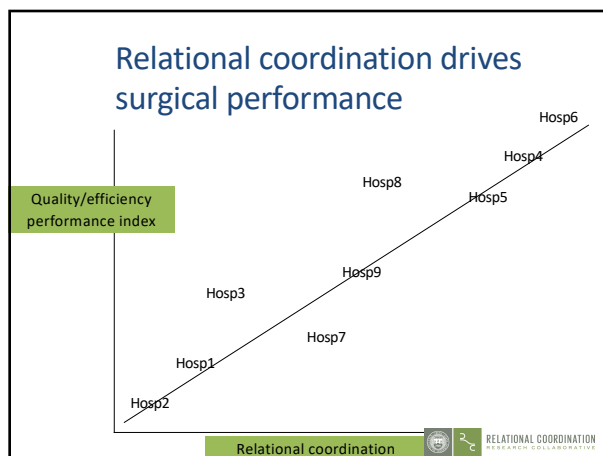 Relational coordination drives
surgical performance
Hosp6
Hosp4
Hosp8
Quality/efficiency
performance index
Hosp5
Hosp9
Hosp3
Hosp7
Hosp1
Hosp2
Relational coordination
RELATIONAL COORDINATION
RESEARCH COLLABORATIVE